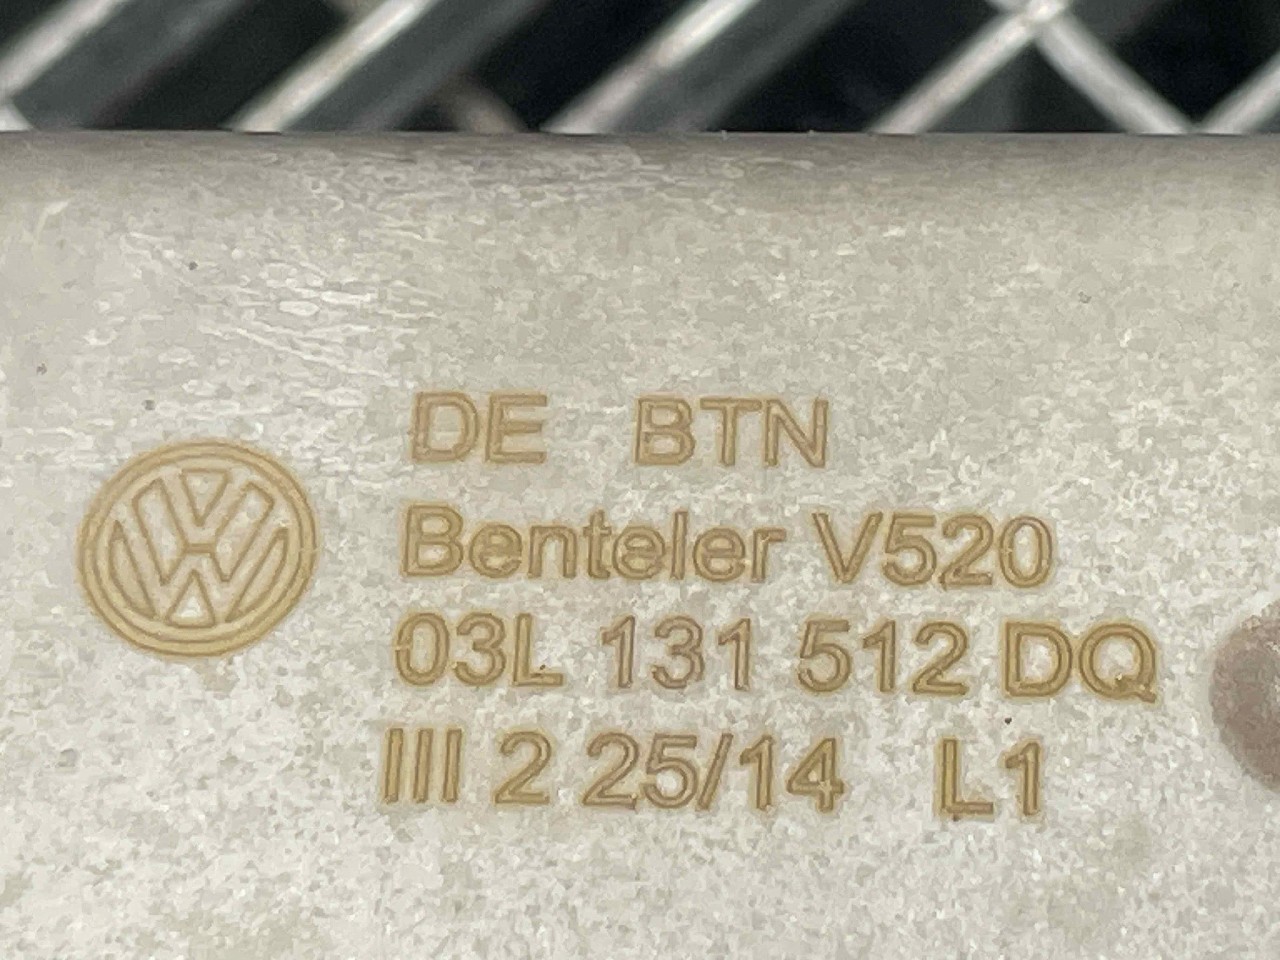 DE BTN
Benteler V520
03L 131 512 DQ
III 2 25/14 L1